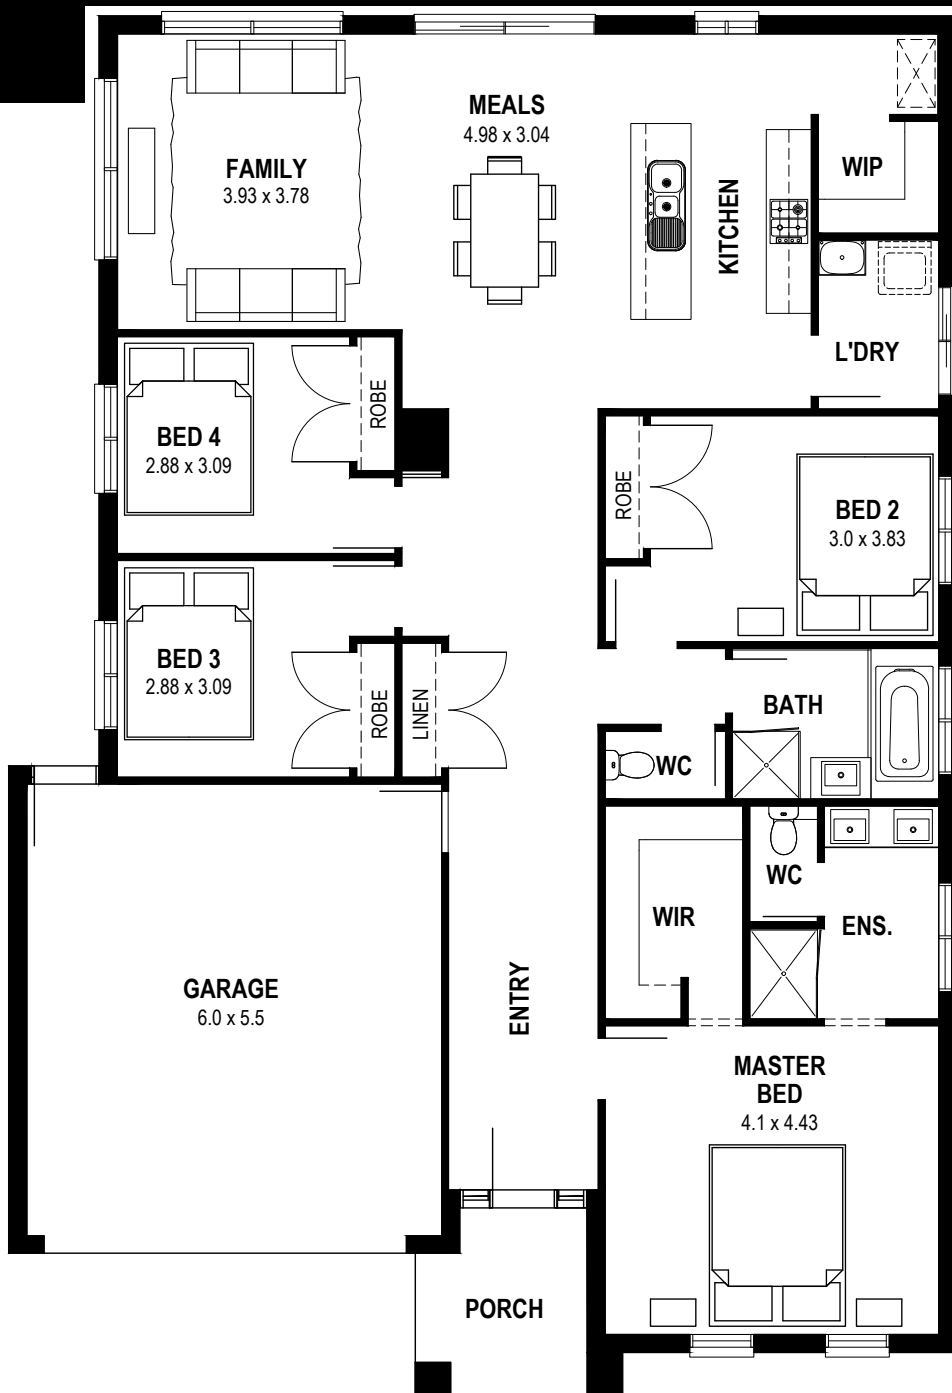 MEALS
4.98 x 3.04
FAMILY
3.93 x 3.78
WIP
KITCHEN
L'DRY
BED 4
2.88 x 3.09
ROBE
ROBE
BED 2
3.0 x 3.83
BED 3
2.88 x 3.09
ROBE
LINEN
BATH
WC
WC
WIR
ENS.
GARAGE
6.0 x 5.5
ENTRY
MASTER
BED
4.1 x 4.43
PORCH